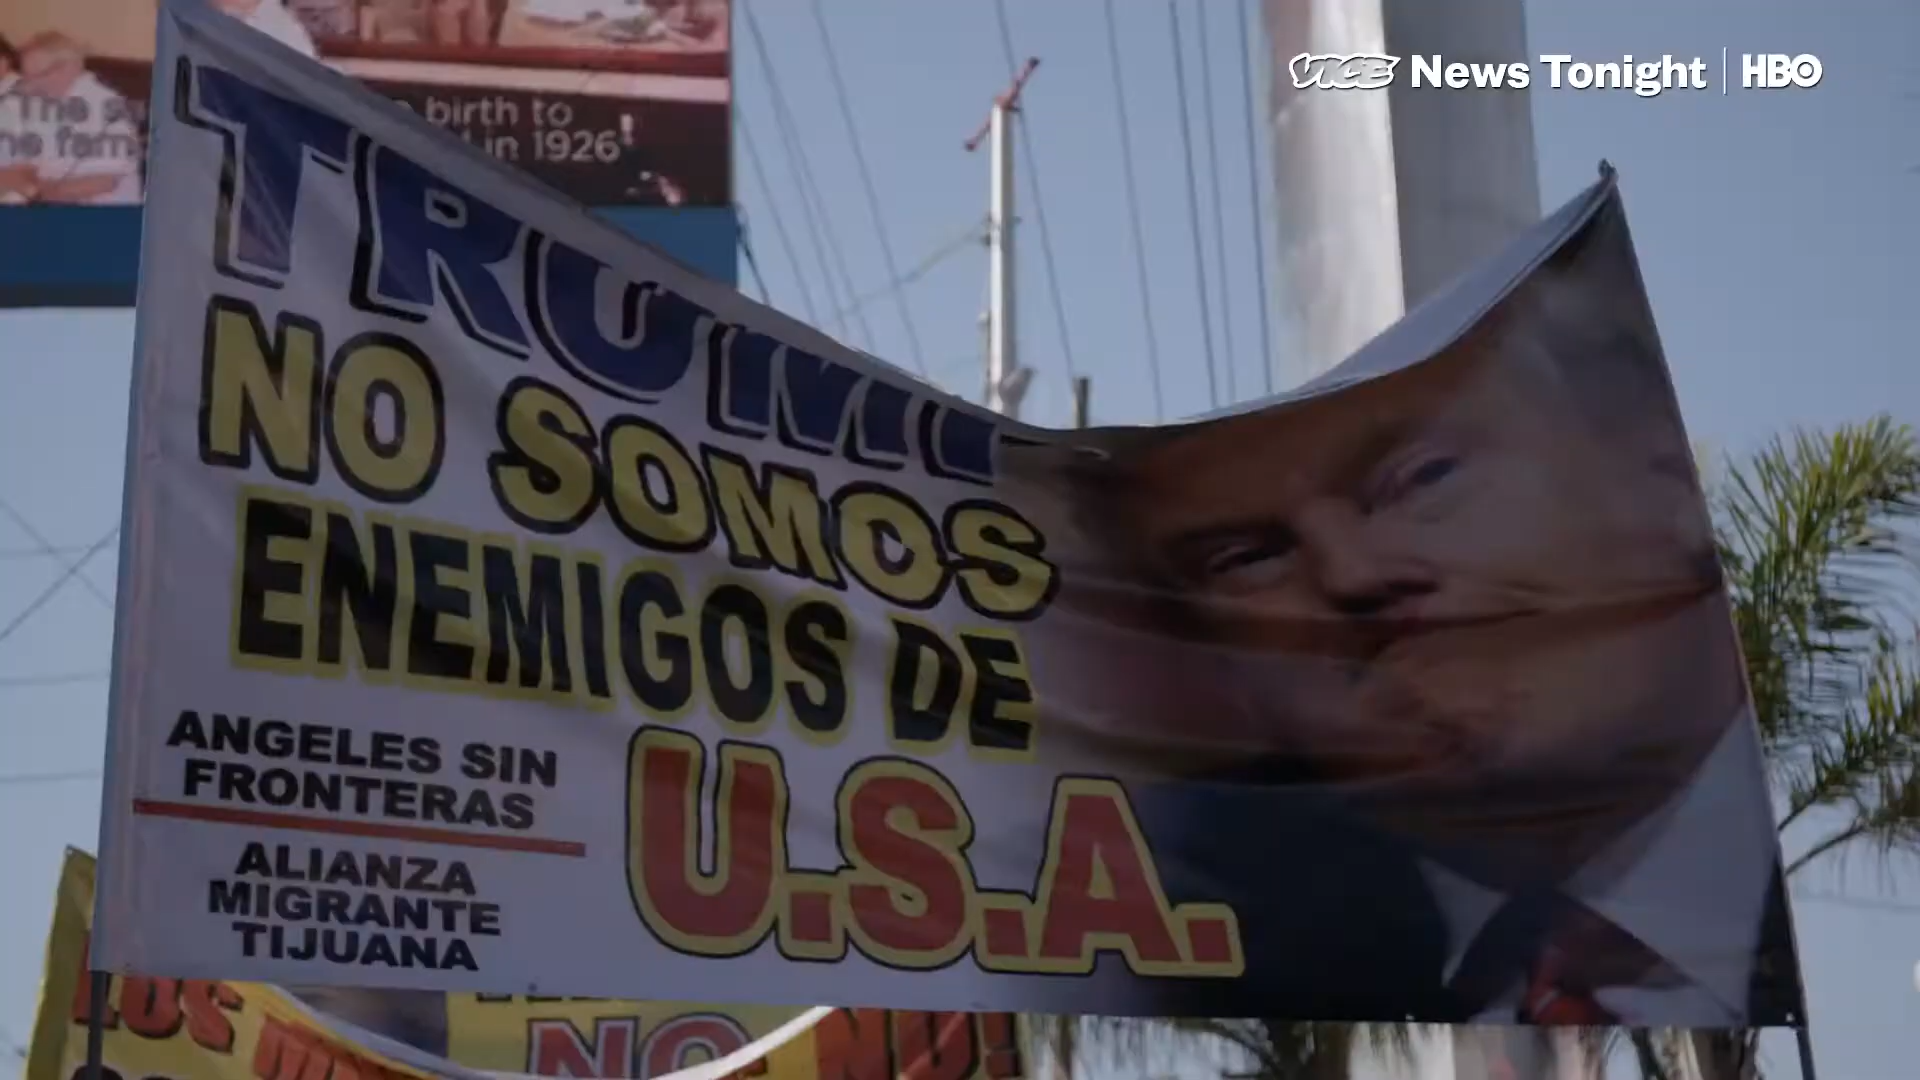 VICE News Tonight | HBO
birth to
in 1926
TRUMP
NO SOMOS
ENEMIGOS DE
U.S.A.
ANGELES SIN
FRONTERAS
ALIANZA
MIGRANTE
TIJUANA
LOS
NO